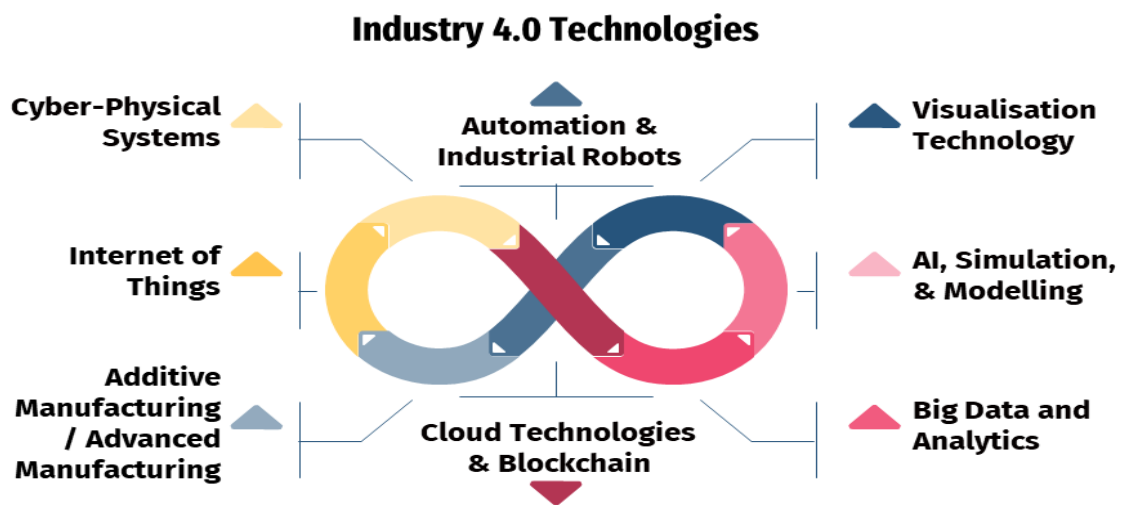 Industry 4.0 Technologies
Cyber-Physical
Systems
Automation &
Industrial Robots
Visualisation
Technology
Internet of
Things
AI, Simulation,
& Modelling
Additive
Manufacturing
/ Advanced
Manufacturing
Cloud Technologies
& Blockchain
Big Data and
Analytics